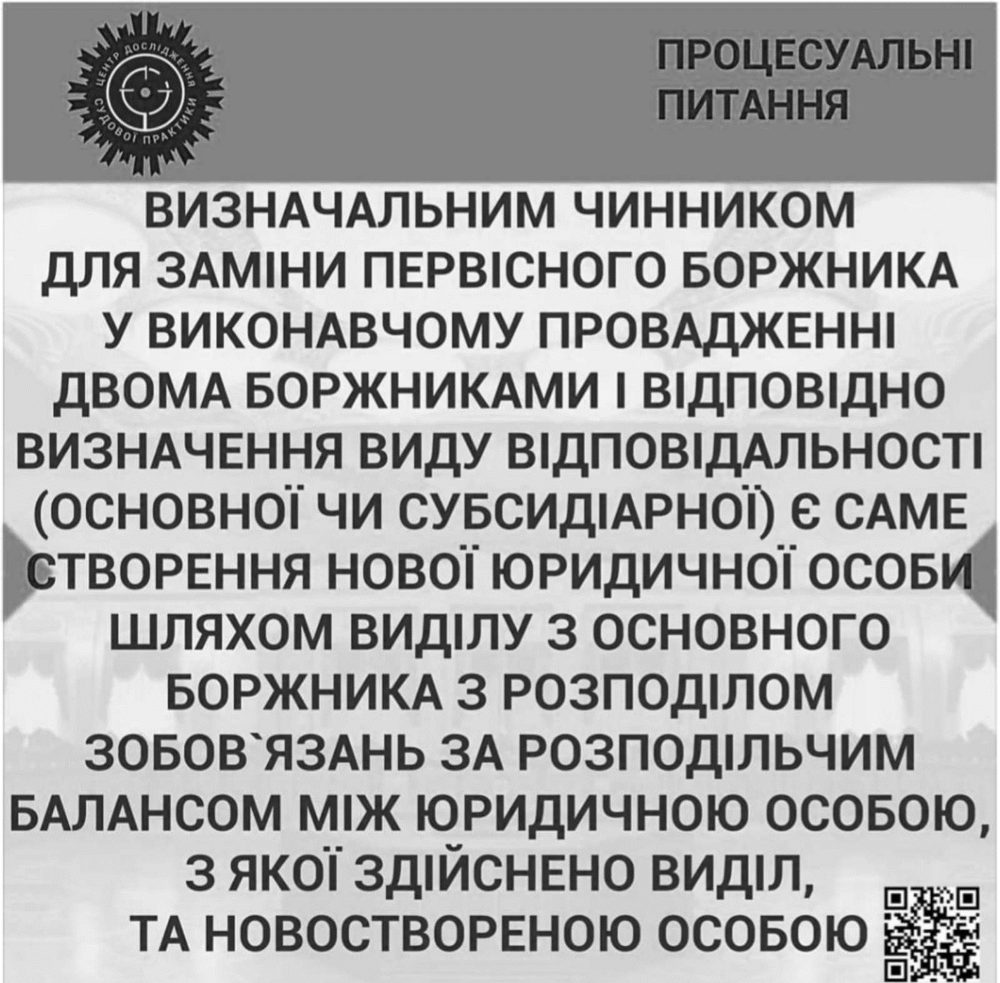 ЦЕНТР ДОСЛІДЖЕННЯ
СУДОВОЇ ПРАКТИКИ
ПРОЦЕСУАЛЬНІ
ПИТАННЯ
ВИЗНАЧАЛЬНИМ ЧИННИКОМ
ДЛЯ ЗАМІНИ ПЕРВІСНОГО БОРЖНИКА
У ВИКОНАВЧОМУ ПРОВАДЖЕННІ
ДВОМА БОРЖНИКАМИ І ВІДПОВІДНО
ВИЗНАЧЕННЯ ВИДУ ВІДПОВІДАЛЬНОСТІ
(ОСНОВНОЇ ЧИ СУБСИДІАРНОЇ) Є САМЕ
СТВОРЕННЯ НОВОЇ ЮРИДИЧНОЇ ОСОБИ
ШЛЯХОМ ВИДІЛУ З ОСНОВНОГО
БОРЖНИКА З РОЗПОДІЛОМ
ЗОБОВ`ЯЗАНЬ ЗА РОЗПОДІЛЬЧИМ
БАЛАНСОМ МІЖ ЮРИДИЧНОЮ ОСОБОЮ,
З ЯКОЇ ЗДІЙСНЕНО ВИДІЛ,
ТА НОВОСТВОРЕНОЮ ОСОБОЮ